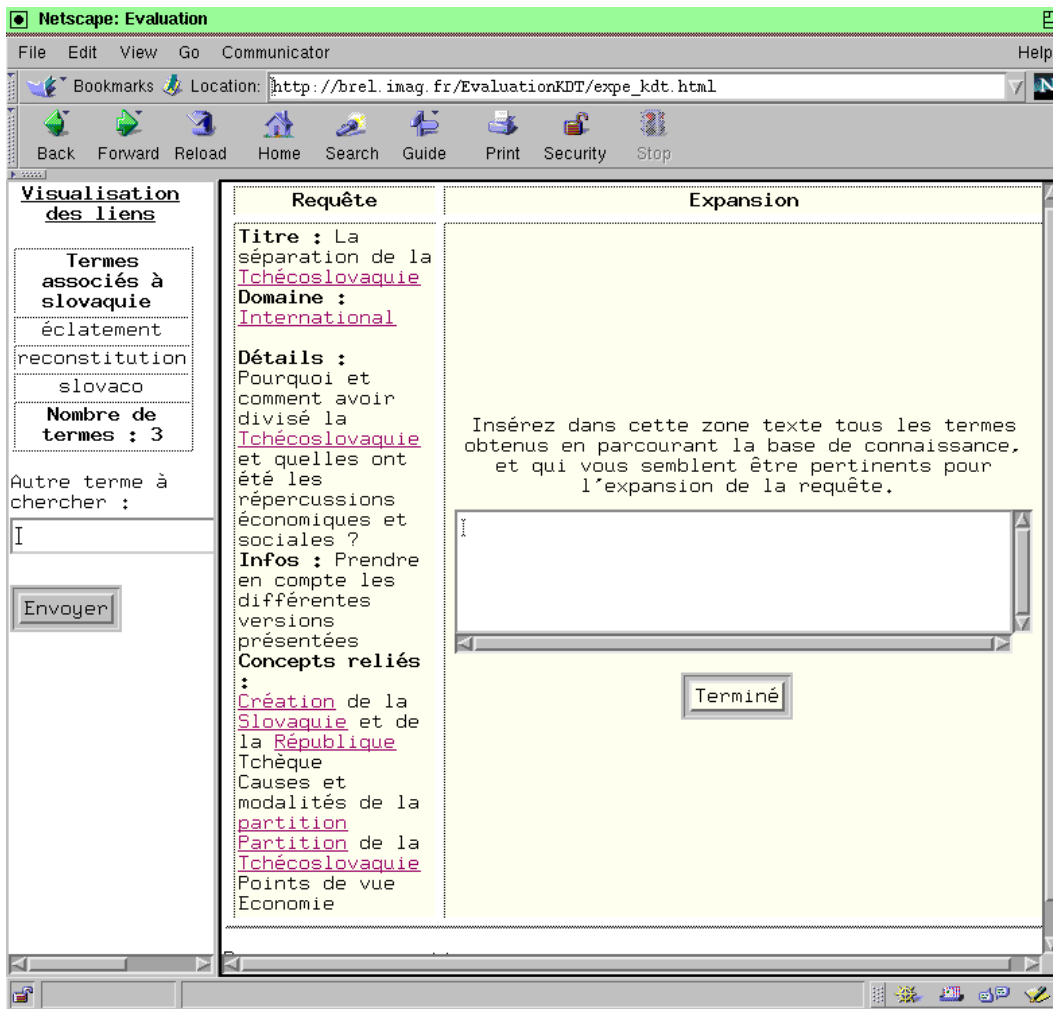 Netscape: Evaluation
File Edit View Go Communicator Help
Bookmarks Location: http://brel.imag.fr/EvaluationKDT/expe_kdt.html
Back Forward Reload Home Search Guide Print Security Stop
Visualisation
des liens
Termes
associés à
slovaquie
éclatement
reconstitution
slovaco
Nombre de
termes : 3
Autre terme à
chercher :
Envoyer
Requête
Titre : La
séparation de la
Tchécoslovaquie
Domaine :
International
Détails :
Pourquoi et
comment avoir
divisé la
Tchécoslovaquie
et quelles ont
été les
répercussions
économiques et
sociales ?
Infos : Prendre
en compte les
différentes
versions
présentées
Concepts reliés
:
Création de la
Slovaquie et de
la République
Tchèque
Causes et
modalités de la
partition
Partition de la
Tchécoslovaquie
Points de vue
Economie
Expansion
Insérez dans cette zone texte tous les termes
obtenus en parcourant la base de connaissance,
et qui vous semblent être pertinents pour
l'expansion de la requête.
Terminé